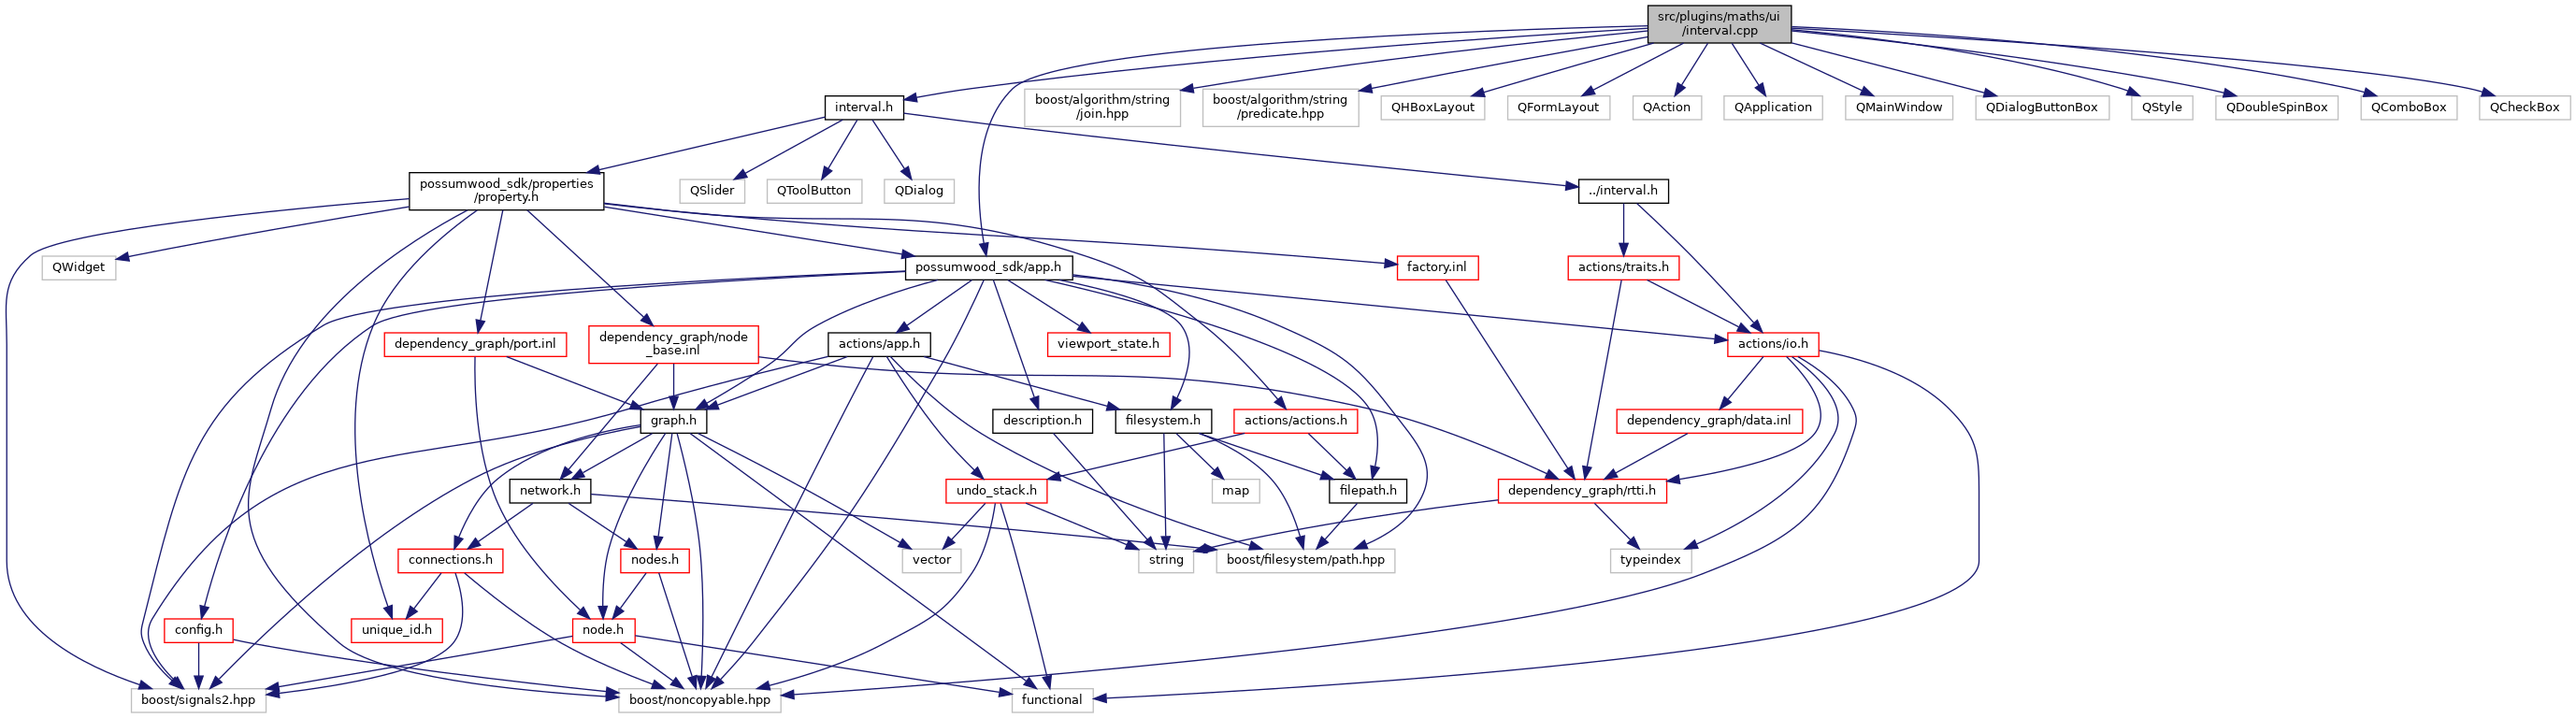 src/plugins/maths/ui
/interval.cpp
interval.h
boost/algorithm/string
/join.hpp
boost/algorithm/string
/predicate.hpp
QHBoxLayout
QFormLayout
QAction
QApplication
QMainWindow
QDialogButtonBox
QStyle
QDoubleSpinBox
QComboBox
QCheckBox
possumwood_sdk/properties
/property.h
QSlider
QToolButton
QDialog
../interval.h
QWidget
possumwood_sdk/app.h
factory.inl
actions/traits.h
dependency_graph/port.inl
dependency_graph/node
_base.inl
actions/app.h
viewport_state.h
actions/io.h
graph.h
description.h
filesystem.h
actions/actions.h
dependency_graph/data.inl
network.h
undo_stack.h
map
filepath.h
dependency_graph/rtti.h
connections.h
nodes.h
vector
string
boost/filesystem/path.hpp
typeindex
config.h
unique_id.h
node.h
boost/signals2.hpp
boost/noncopyable.hpp
functional